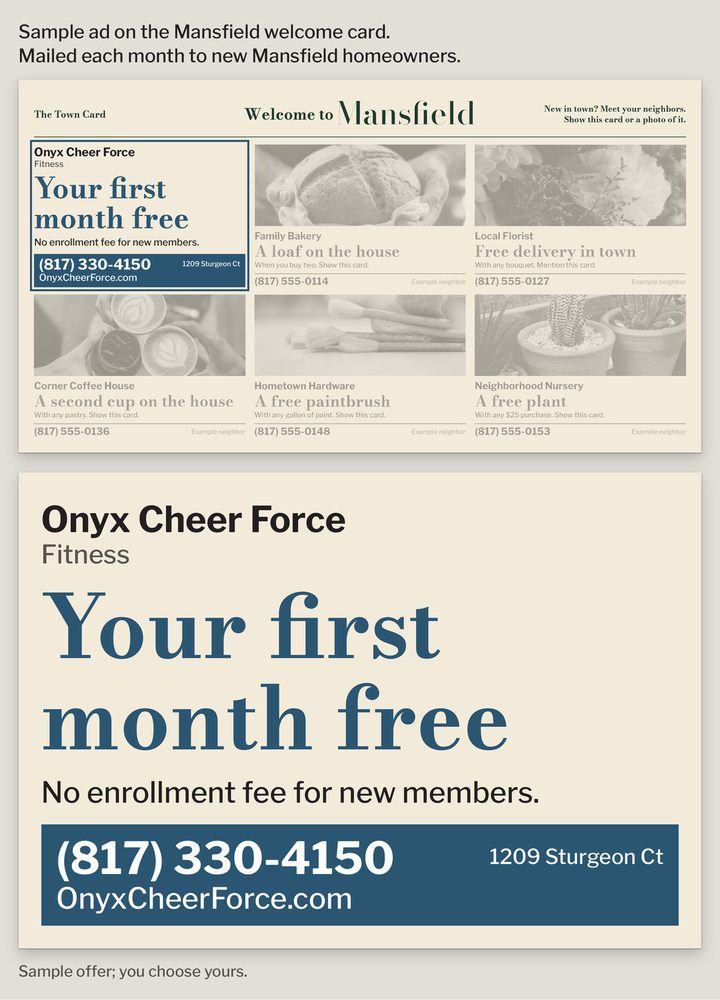 Sample ad on the Mansfield welcome card.
Mailed each month to new Mansfield homeowners.
The Town Card
Welcome to Mansfield
New in town? Meet your neighbors.
Show this card or a photo of it.
Onyx Cheer Force
Fitness
Your first
month free
No enrollment fee for new members.
(817) 330-4150
1209 Sturgeon Ct
OnyxCheerForce.com
Family Bakery
A loaf on the house
When you buy two. Show this card.
(817) 555-0114
Example neighbor
Local Florist
Free delivery in town
With any bouquet. Mention this card.
(817) 555-0127
Example neighbor
Corner Coffee House
A second cup on the house
With any pastry. Show this card.
(817) 555-0136
Example neighbor
Hometown Hardware
A free paintbrush
With any gallon of paint. Show this card.
(817) 555-0148
Example neighbor
Neighborhood Nursery
A free plant
With any $25 purchase. Show this card.
(817) 555-0153
Example neighbor
Onyx Cheer Force
Fitness
Your first
month free
No enrollment fee for new members.
(817) 330-4150
1209 Sturgeon Ct
OnyxCheerForce.com
Sample offer; you choose yours.